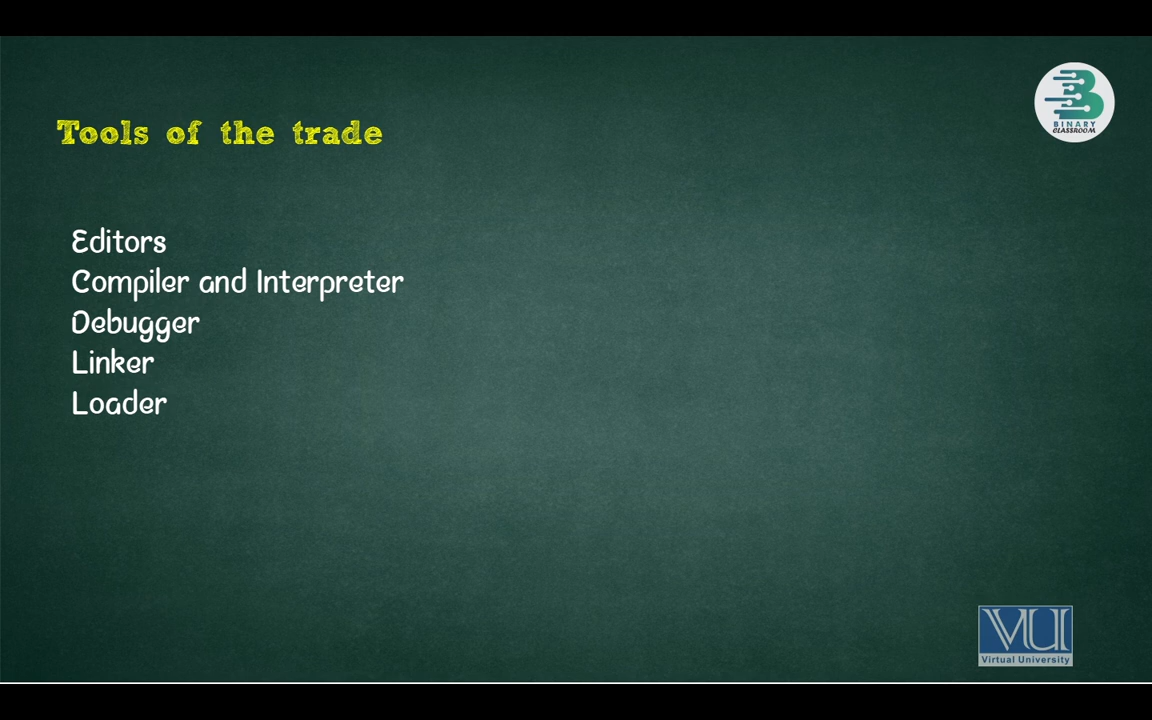 BINARY
CLASSROOM
Tools of the trade
Editors
Compiler and Interpreter
Debugger
Linker
Loader
VU
Virtual University